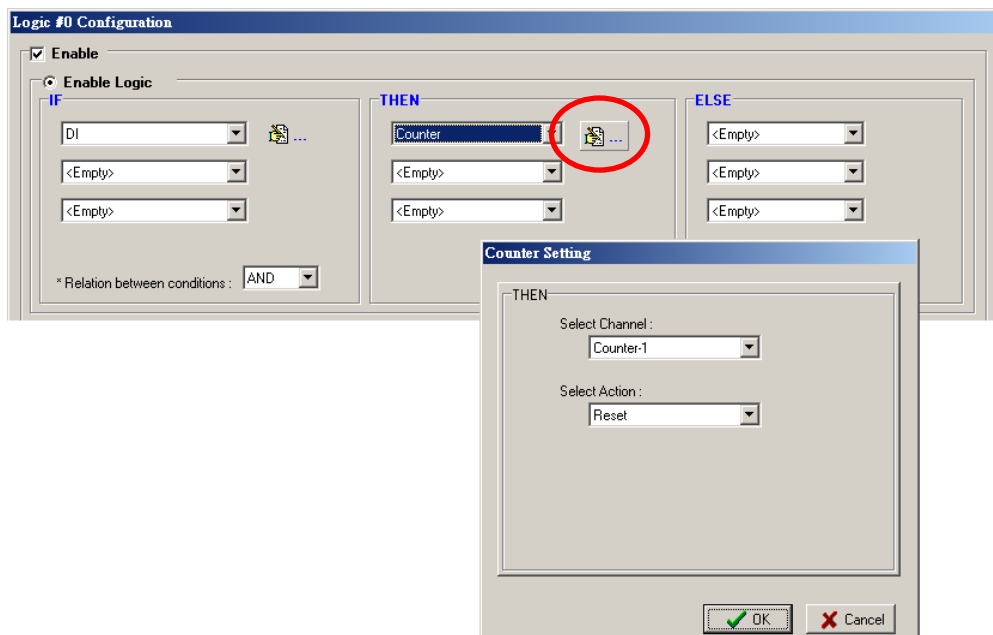 Logic #0 Configuration
Enable
Enable Logic
IF
THEN
ELSE
DI
...
Counter
...
<Empty>
<Empty>
<Empty>
<Empty>
<Empty>
<Empty>
<Empty>
* Relation between conditions :
AND
Counter Setting
THEN
Select Channel :
Counter-1
Select Action :
Reset
OK
Cancel